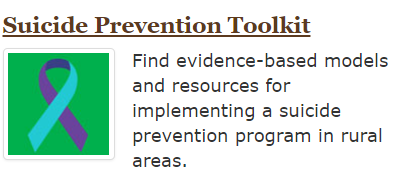 Suicide Prevention Toolkit
Find evidence-based models
and resources for
implementing a suicide
prevention program in rural
areas.